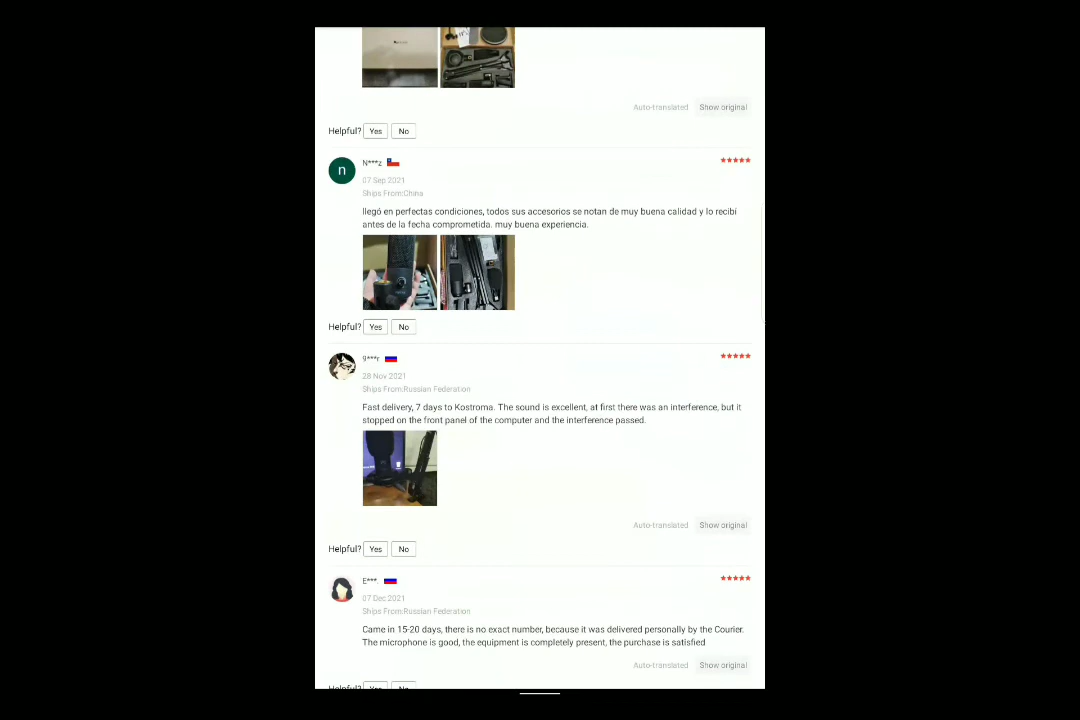 Auto-translated Show original
Helpful? Yes No
N***z
07 Sep 2021
Ships From:China
llegó en perfectas condiciones, todos sus accesorios se notan de muy buena calidad y lo recibí
antes de la fecha comprometida. muy buena experiencia.
Helpful? Yes No
n
9***r
28 Nov 2021
Ships From:Russian Federation
Fast delivery, 7 days to Kostroma. The sound is excellent, at first there was an interference, but it
stopped on the front panel of the computer and the interference passed.
Auto-translated Show original
Helpful? Yes No
E***.
07 Dec 2021
Ships From:Russian Federation
Came in 15-20 days, there is no exact number, because it was delivered personally by the Courier.
The microphone is good, the equipment is completely present, the purchase is satisfied
Auto-translated Show original
Helpful? Yes No